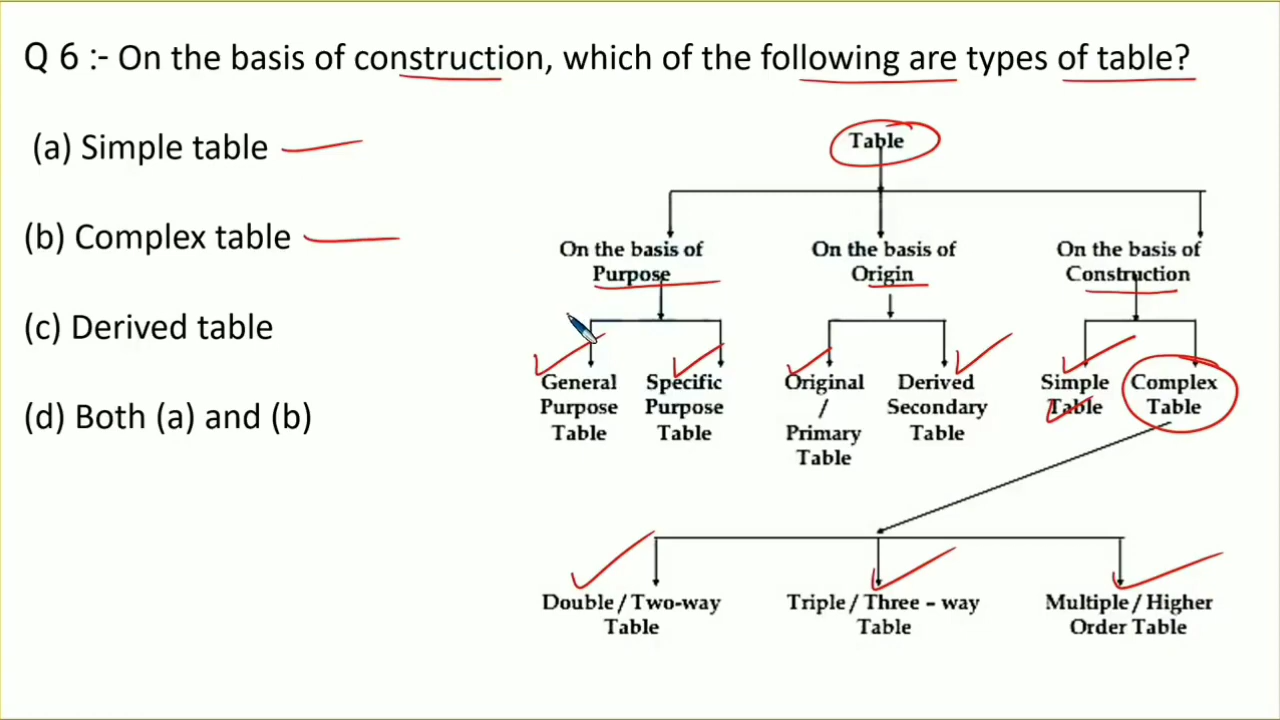 Q 6 :- On the basis of construction, which of the following are types of table?
(a) Simple table
(b) Complex table
(c) Derived table
(d) Both (a) and (b)
Table
On the basis of
Purpose
On the basis of
Origin
On the basis of
Construction
General
Purpose
Table
Specific
Purpose
Table
Original
/
Primary
Table
Derived
Secondary
Table
Simple
Table
Complex
Table
Double / Two-way
Table
Triple / Three – way
Table
Multiple / Higher
Order Table